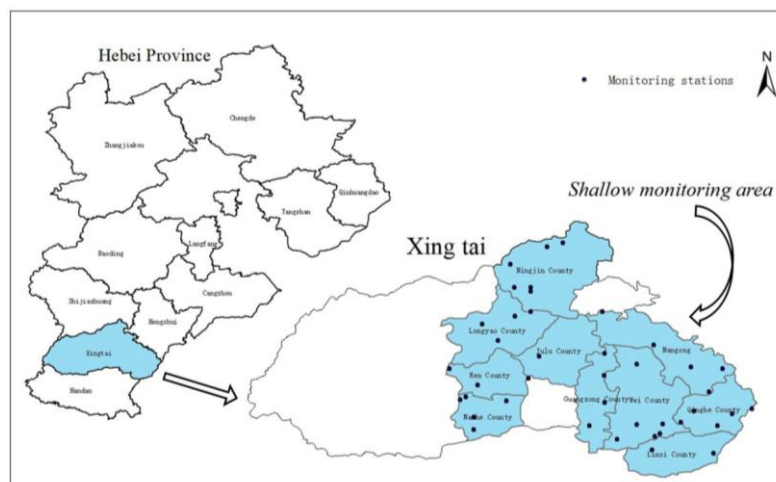 Hebei Province
N
Monitoring stations
Chengde
Zhangjiakou
Qinhuangdao
Tangshan
Shallow monitoring area
Langfang
Baoding
Xing tai
Ningjin County
Cangzhou
Shijiazhuang
Hengshui
Longyao County
Xingtai
Julu County
Nangong
Ren County
Handan
Guangzong County
Wei County
Qinghe County
Nanhe County
Linxi County